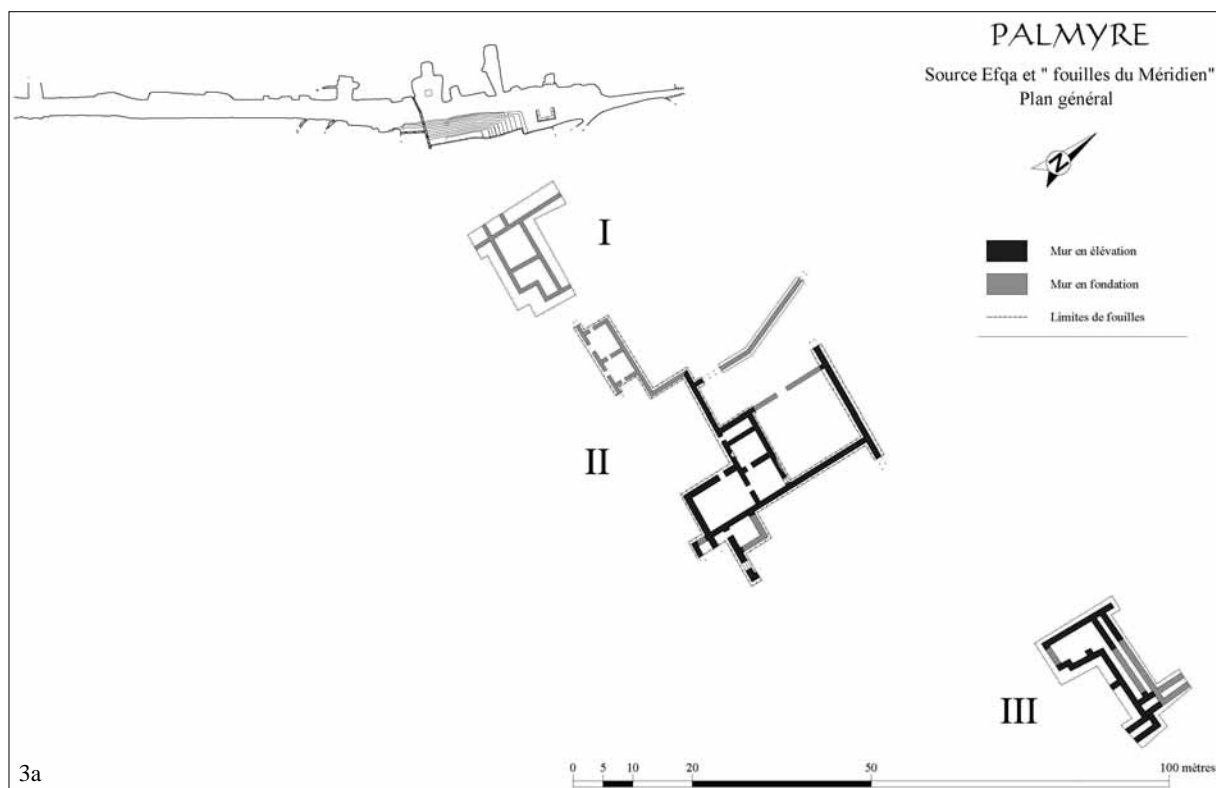 PALMYRE
Source Efqa et " fouilles du Méridien"
Plan général
N
Mur en élévation
Mur en fondation
Limites de fouilles
I
II
III
0 5 10 20 50 100 mètres
3a